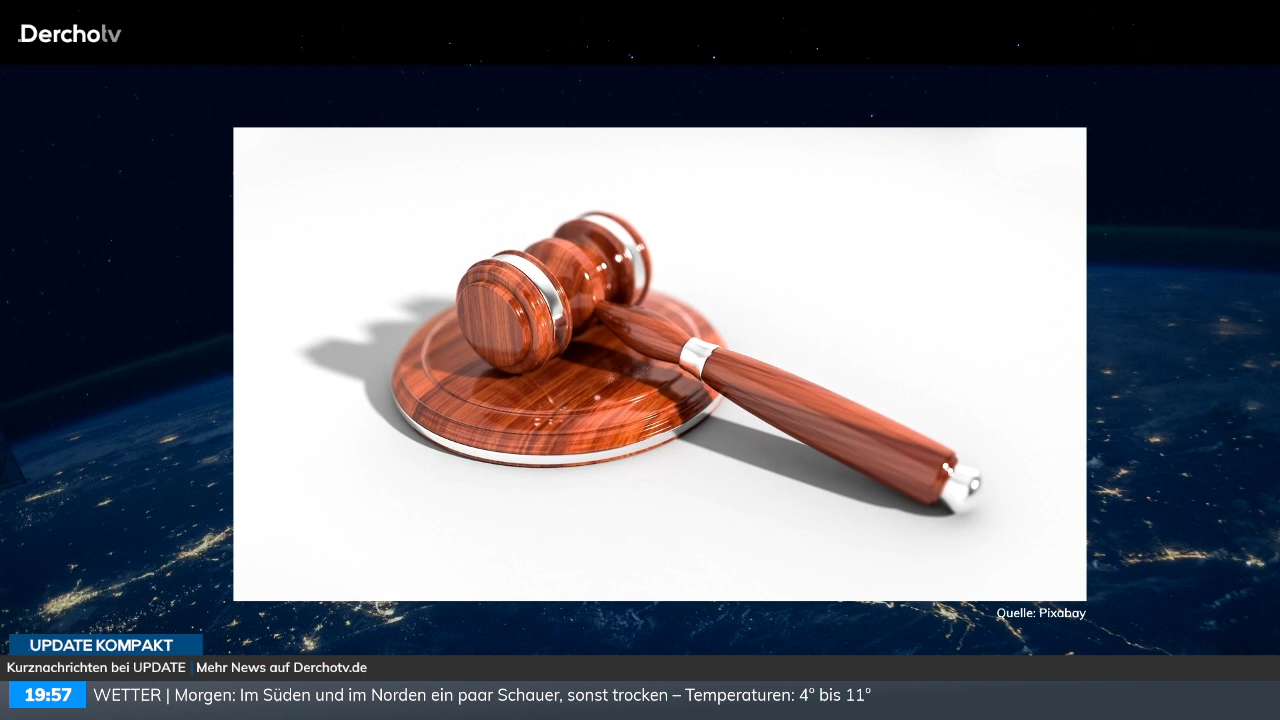 Derchotv
Quelle: Pixabay
UPDATE KOMPAKT
Kurznachrichten bei UPDATE | Mehr News auf Derchotv.de
19:57 WETTER | Morgen: Im Süden und im Norden ein paar Schauer, sonst trocken – Temperaturen: 4° bis 11°